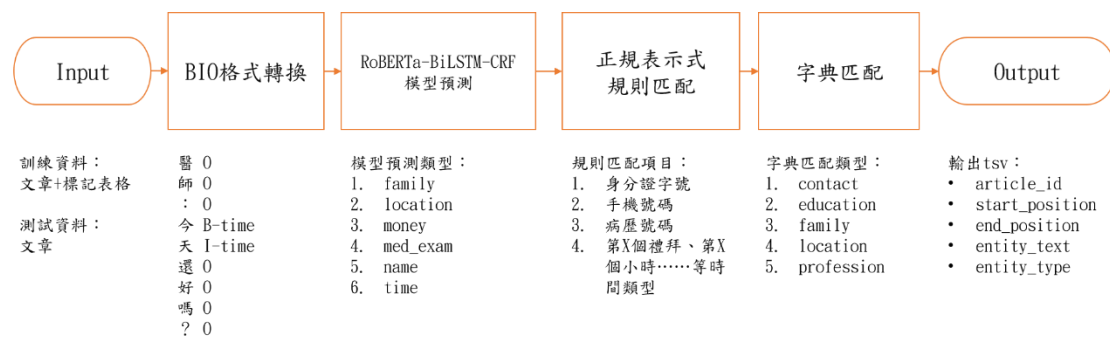 Input
BIO格式轉換
RoBERTa-BiLSTM-CRF
模型預測
正規表示式
規則匹配
字典匹配
Output
訓練資料：
文章+標記表格
測試資料：
文章
醫 O
師 O
： O
今 B-time
天 I-time
還 O
好 O
嗎 O
？ O
模型預測類型：
1. family
2. location
3. money
4. med_exam
5. name
6. time
規則匹配項目：
1. 身分證字號
2. 手機號碼
3. 病歷號碼
4. 第X個禮拜、第X
個小時……等時
間類型
字典匹配類型：
1. contact
2. education
3. family
4. location
5. profession
輸出tsv：
• article_id
• start_position
• end_position
• entity_text
• entity_type